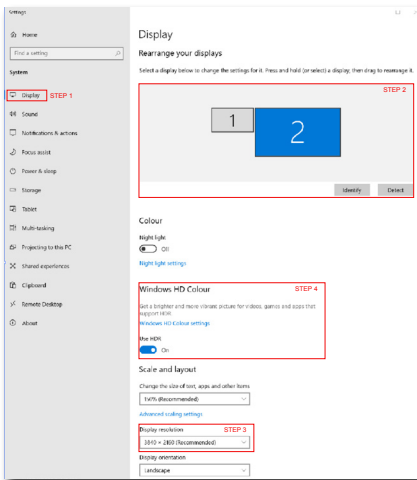 Settings
Home
Find a setting
System
Display
STEP 1
Sound
Notifications & actions
Focus assist
Power & sleep
Storage
Tablet
Multi-tasking
Projecting to this PC
Shared experiences
Clipboard
Remote Desktop
About
Display
Rearrange your displays
Select a display below to change the settings for it. Press and hold (or select) a display, then drag to rearrange it.
STEP 2
1
2
Identify
Detect
Colour
Night light
Off
Night light settings
Windows HD Colour
STEP 4
Get a brighter and more vibrant picture for videos, games and apps that
support HDR.
Windows HD Colour settings
Use HDR
On
Scale and layout
Change the size of text, apps and other items
(Recommended)
Advanced scaling settings
Display resolution
STEP 3
3840 × 2160 (Recommended)
Display orientation
Landscape